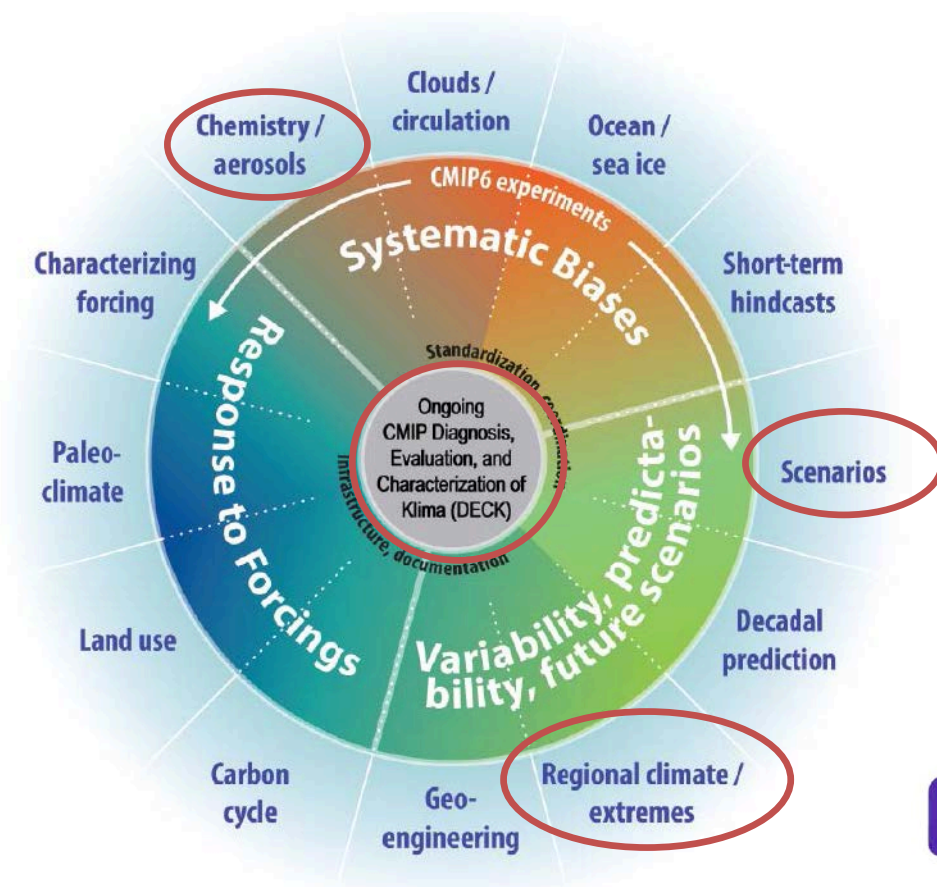 Clouds /
circulation
Ocean /
sea ice
Short-term
hindcasts
Scenarios
Decadal
prediction
Regional climate /
extremes
Geo-
engineering
Carbon
cycle
Land use
Paleo-
climate
Characterizing
forcing
Chemistry /
aerosols
CMIP6 experiments
Systematic Biases
Variability, predicta-
bility, future scenarios
Response to Forcings
Standardization, coordination,
infrastructure, documentation
Ongoing
CMIP Diagnosis,
Evaluation, and
Characterization of
Klima (DECK)